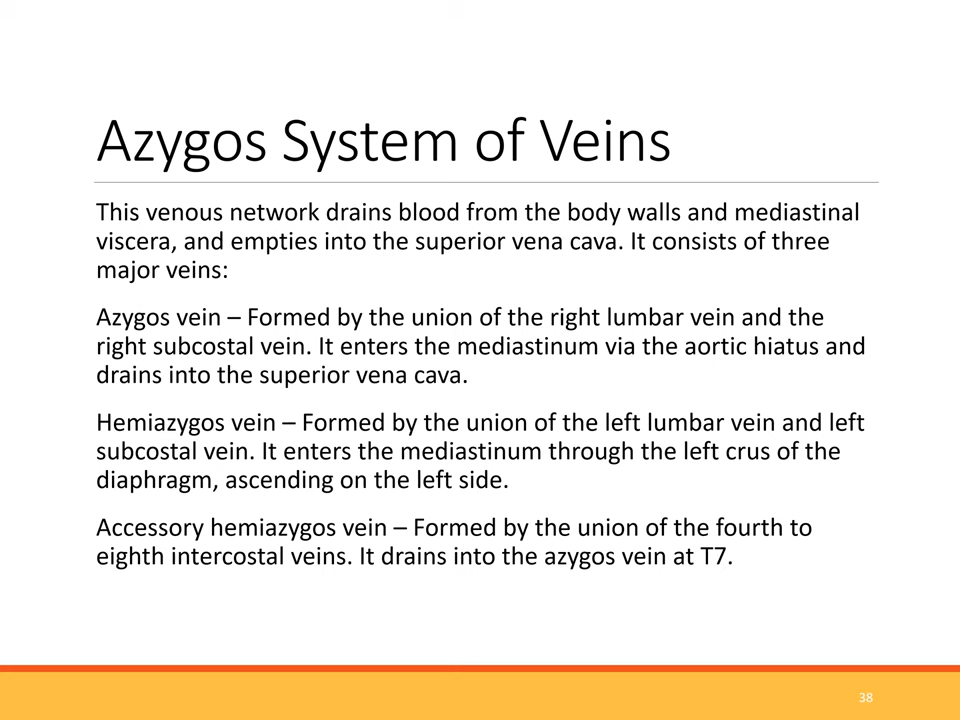 Azygos System of Veins
This venous network drains blood from the body walls and mediastinal
viscera, and empties into the superior vena cava. It consists of three
major veins:
Azygos vein – Formed by the union of the right lumbar vein and the
right subcostal vein. It enters the mediastinum via the aortic hiatus and
drains into the superior vena cava.
Hemiazygos vein – Formed by the union of the left lumbar vein and left
subcostal vein. It enters the mediastinum through the left crus of the
diaphragm, ascending on the left side.
Accessory hemiazygos vein – Formed by the union of the fourth to
eighth intercostal veins. It drains into the azygos vein at T7.
38